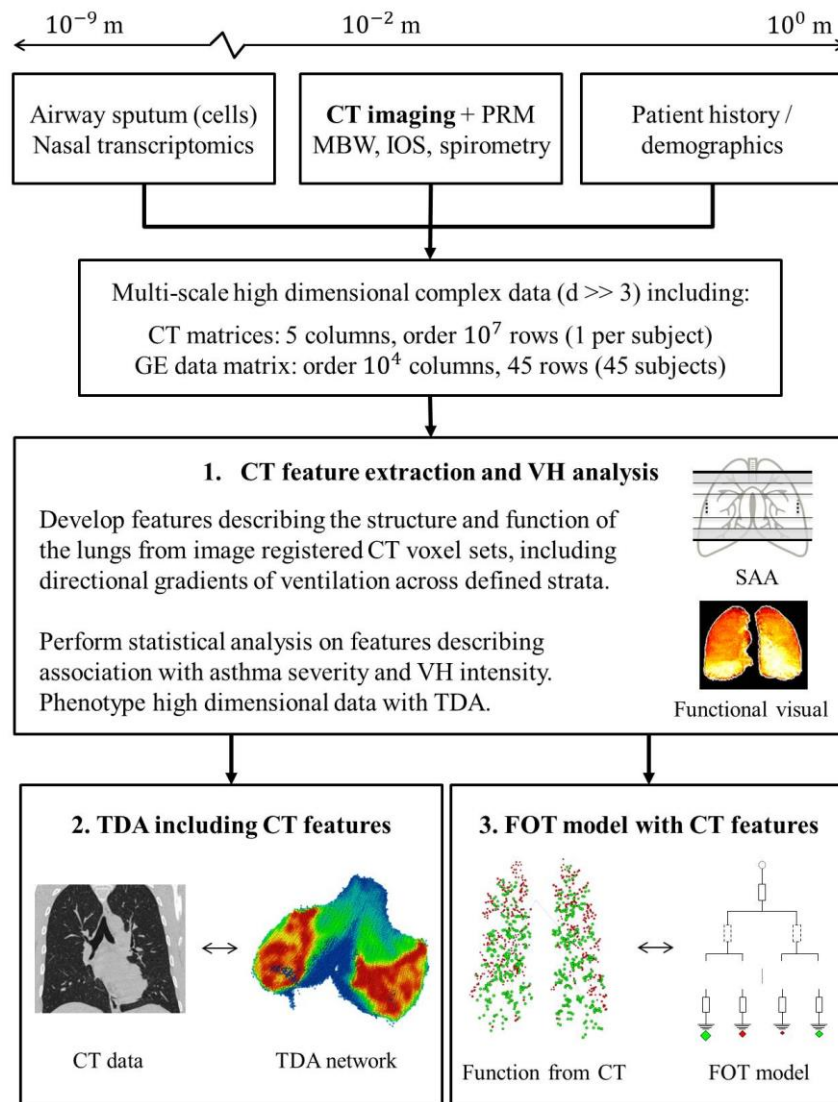 10⁻⁹ m 10⁻² m 10⁰ m
Airway sputum (cells)
Nasal transcriptomics
CT imaging + PRM
MBW, IOS, spirometry
Patient history /
demographics
Multi-scale high dimensional complex data (d >> 3) including:
CT matrices: 5 columns, order 10⁷ rows (1 per subject)
GE data matrix: order 10⁴ columns, 45 rows (45 subjects)
1. CT feature extraction and VH analysis
Develop features describing the structure and function of
the lungs from image registered CT voxel sets, including
directional gradients of ventilation across defined strata.
Perform statistical analysis on features describing
association with asthma severity and VH intensity.
Phenotype high dimensional data with TDA.
SAA
Functional visual
2. TDA including CT features
CT data
TDA network
3. FOT model with CT features
Function from CT
FOT model